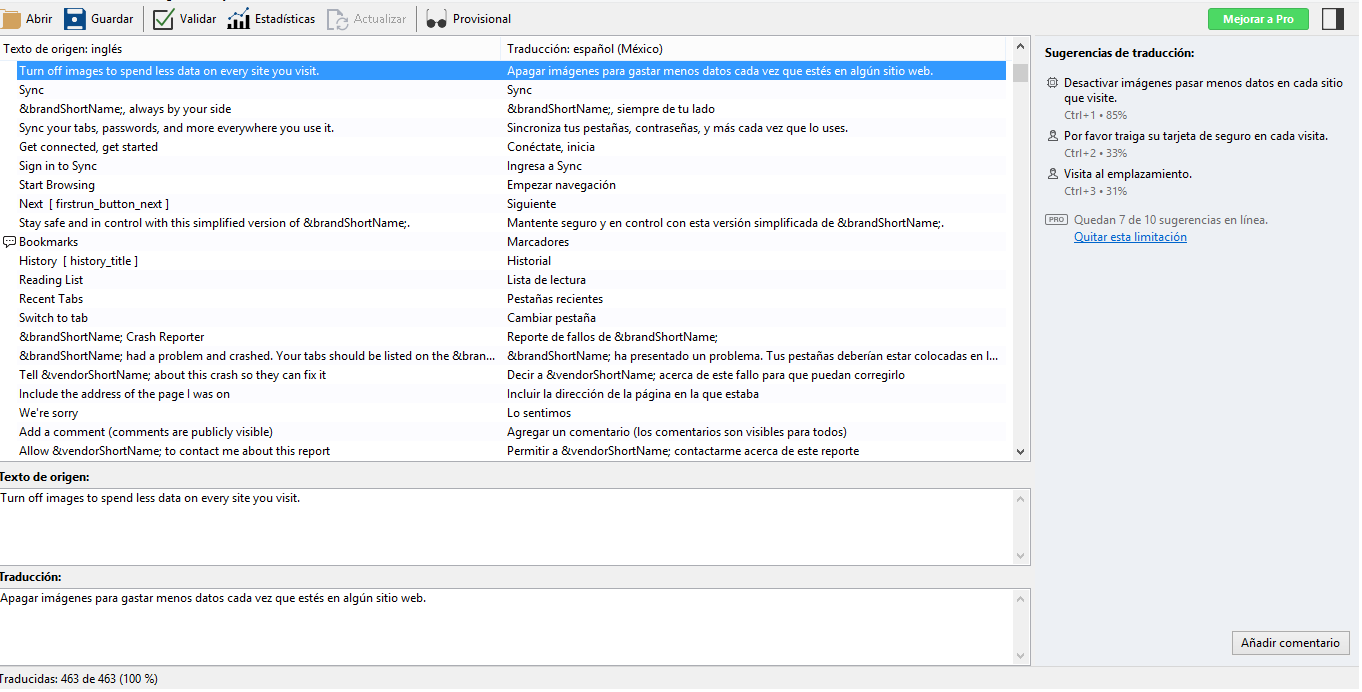 Abrir Guardar Validar Estadísticas Actualizar Provisional Mejorar a Pro
Texto de origen: inglés Traducción: español (México)
Turn off images to spend less data on every site you visit. Apagar imágenes para gastar menos datos cada vez que estés en algún sitio web.
Sync Sync
&brandShortName;, always by your side &brandShortName;, siempre de tu lado
Sync your tabs, passwords, and more everywhere you use it. Sincroniza tus pestañas, contraseñas, y más cada vez que lo uses.
Get connected, get started Conéctate, inicia
Sign in to Sync Ingresa a Sync
Start Browsing Empezar navegación
Next [ firstrun_button_next ] Siguiente
Stay safe and in control with this simplified version of &brandShortName;. Mantente seguro y en control con esta versión simplificada de &brandShortName;.
Bookmarks Marcadores
History [ history_title ] Historial
Reading List Lista de lectura
Recent Tabs Pestañas recientes
Switch to tab Cambiar pestaña
&brandShortName; Crash Reporter Reporte de fallos de &brandShortName;
&brandShortName; had a problem and crashed. Your tabs should be listed on the &bran... &brandShortName; ha presentado un problema. Tus pestañas deberían estar colocadas en l...
Tell &vendorShortName; about this crash so they can fix it Decir a &vendorShortName; acerca de este fallo para que puedan corregirlo
Include the address of the page I was on Incluir la dirección de la página en la que estaba
We're sorry Lo sentimos
Add a comment (comments are publicly visible) Agregar un comentario (los comentarios son visibles para todos)
Allow &vendorShortName; to contact me about this report Permitir a &vendorShortName; contactarme acerca de este reporte
Texto de origen:
Turn off images to spend less data on every site you visit.
Traducción:
Apagar imágenes para gastar menos datos cada vez que estés en algún sitio web.
Traducidas: 463 de 463 (100 %)
Sugerencias de traducción:
Desactivar imágenes pasar menos datos en cada sitio
que visite.
Ctrl+1 • 85%
Por favor traiga su tarjeta de seguro en cada visita.
Ctrl+2 • 33%
Visita al emplazamiento.
Ctrl+3 • 31%
PRO Quedan 7 de 10 sugerencias en línea.
Quitar esta limitación
Añadir comentario